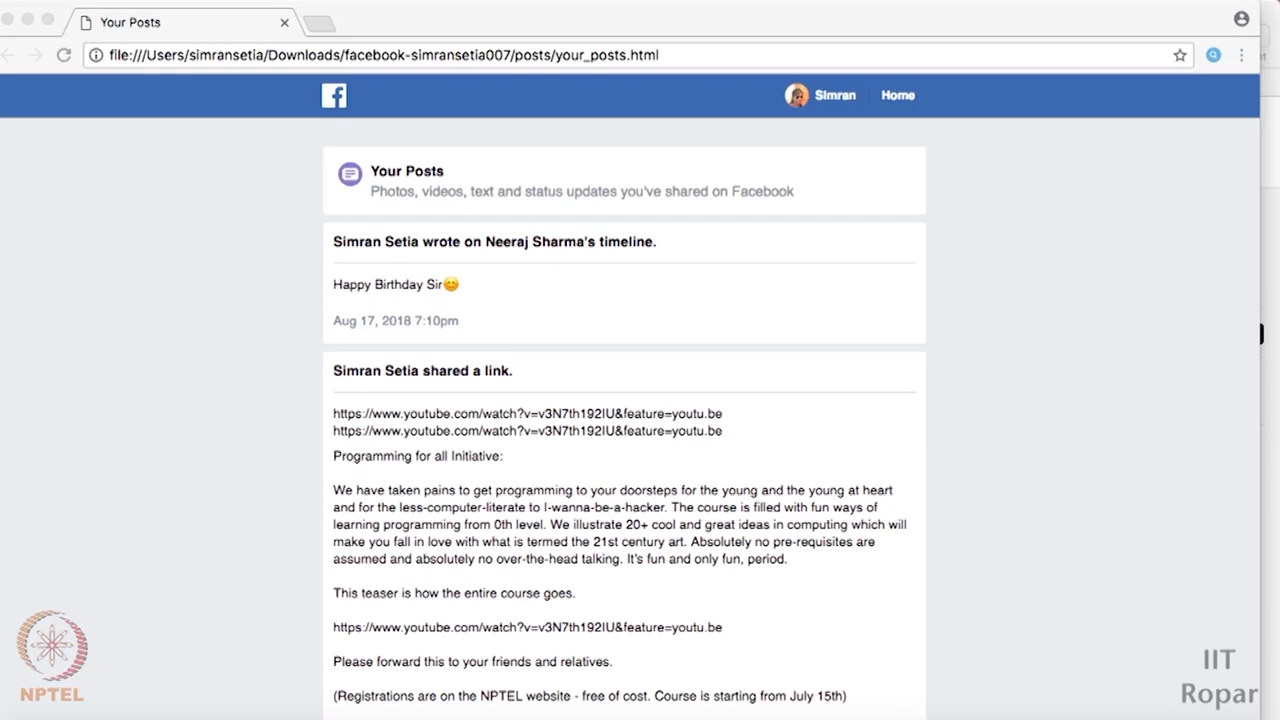 Your Posts
file:///Users/simransetia/Downloads/facebook-simransetia007/posts/your_posts.html
Simran Home
Your Posts
Photos, videos, text and status updates you've shared on Facebook
Simran Setia wrote on Neeraj Sharma's timeline.
Happy Birthday Sir😊
Aug 17, 2018 7:10pm
Simran Setia shared a link.
https://www.youtube.com/watch?v=v3N7th192IU&feature=youtu.be
https://www.youtube.com/watch?v=v3N7th192IU&feature=youtu.be
Programming for all Initiative:
We have taken pains to get programming to your doorsteps for the young and the young at heart
and for the less-computer-literate to I-wanna-be-a-hacker. The course is filled with fun ways of
learning programming from 0th level. We illustrate 20+ cool and great ideas in computing which will
make you fall in love with what is termed the 21st century art. Absolutely no pre-requisites are
assumed and absolutely no over-the-head talking. It's fun and only fun, period.
This teaser is how the entire course goes.
https://www.youtube.com/watch?v=v3N7th192IU&feature=youtu.be
Please forward this to your friends and relatives.
(Registrations are on the NPTEL website - free of cost. Course is starting from July 15th)
NPTEL
IIT
Ropar